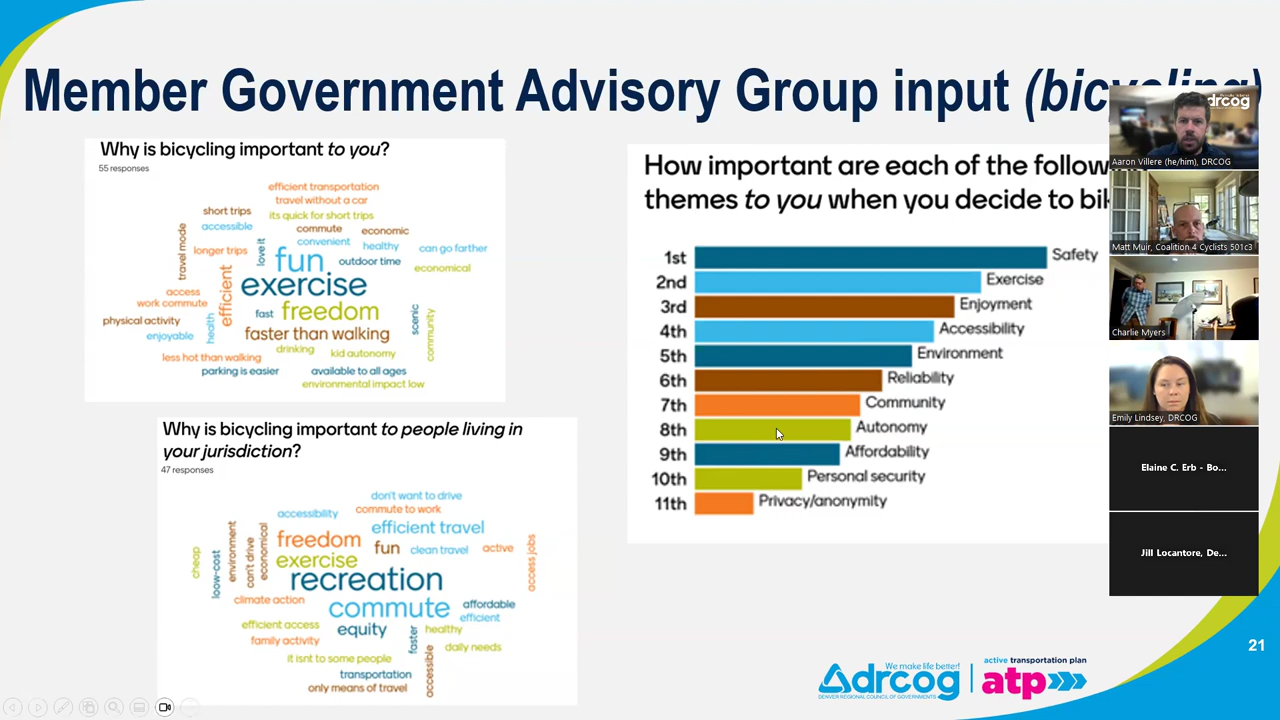 Member Government Advisory Group input (bicycling)
Why is bicycling important to you?
55 responses
efficient transportation
travel without a car
short trips
its quick for short trips
accessible
commute
economic
travel mode
longer trips
love it
convenient
healthy
can go farther
fun
outdoor time
economical
efficient
exercise
access
work commute
fast
freedom
scenic
community
physical activity
health
faster than walking
enjoyable
drinking
kid autonomy
less hot than walking
parking is easier
available to all ages
environmental impact low
Why is bicycling important to people living in
your jurisdiction?
47 responses
don't want to drive
accessibility
commute to work
efficient travel
cheap
loow-cost
environment
can't drive
economical
freedom
fun
clean travel
active
access jobs
exercise
recreation
climate action
commute
affordable
efficient
efficient access
equity
faster
healthy
family activity
daily needs
it isnt to some people
accessible
transportation
only means of travel
How important are each of the follow
themes to you when you decide to bik
1st Safety
2nd Exercise
3rd Enjoyment
4th Accessibility
5th Environment
6th Reliability
7th Community
8th Autonomy
9th Affordability
10th Personal security
11th Privacy/anonymity
drcog
Aaron Villere (he/him), DRCOG
Matt Muir, Coalition 4 Cyclists 501c3
Charlie Myers
Emily Lindsey, DRCOG
Elaine C. Erb - Bo...
Jill Locantore, De...
21
We make life better!
drcog
DENVER REGIONAL COUNCIL OF GOVERNMENTS
active transportation plan
atp